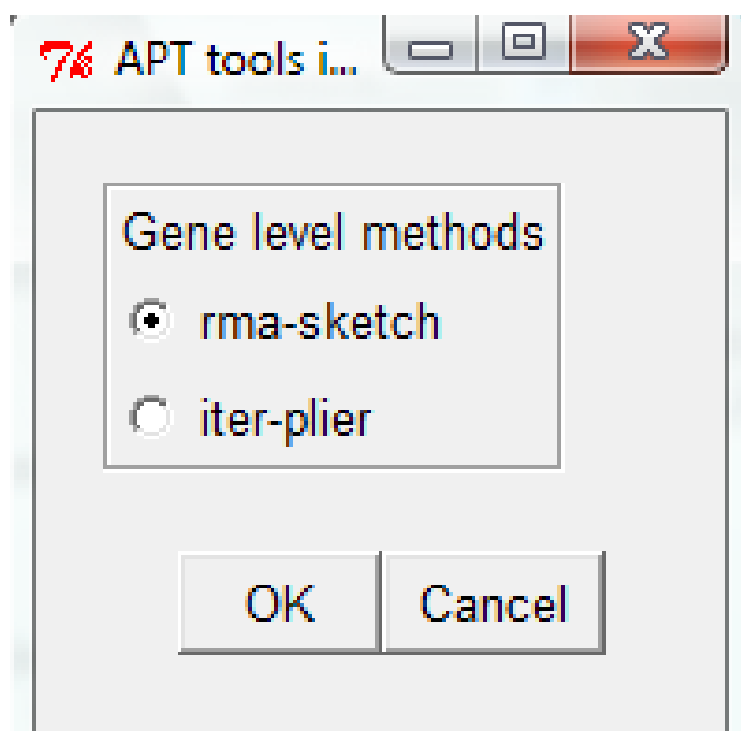 APT tools i...
Gene level methods
rma-sketch
iter-plier
OK Cancel